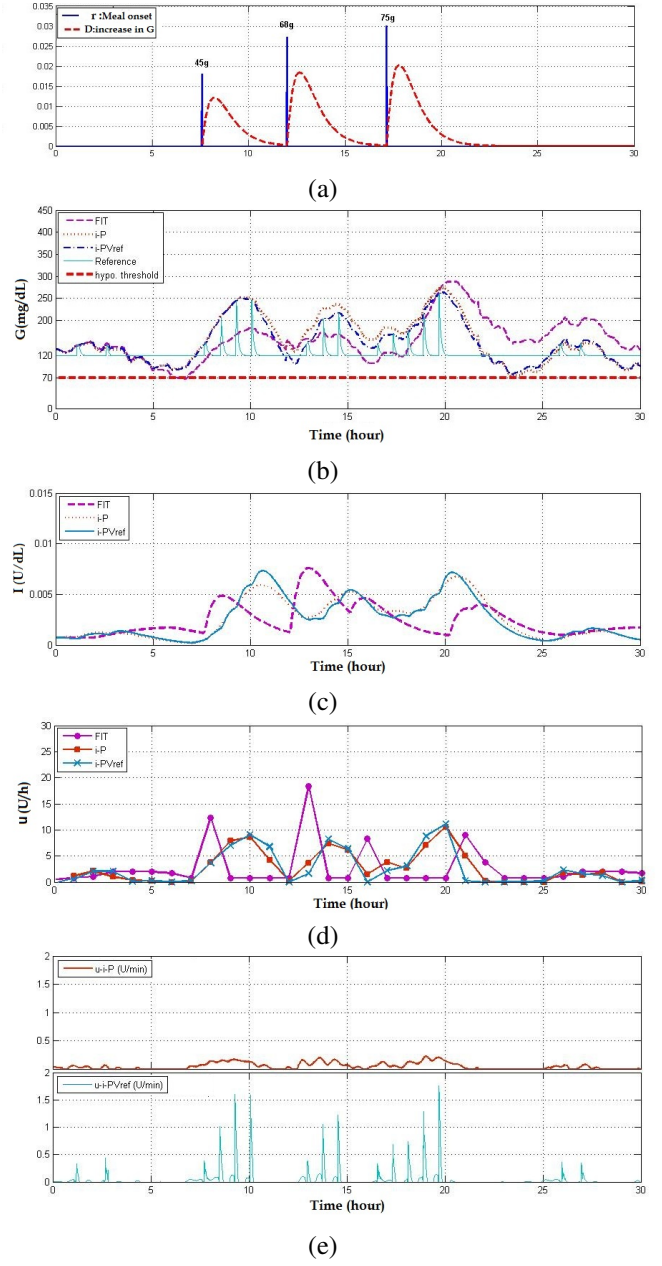 r :Meal onset
D:increase in G
45g
68g
75g
0.035
0.03
0.025
0.02
0.015
0.01
0.005
0
0 5 10 15 20 25 30
(a)
FIT
i-P
i-PVref
Reference
hypo. threshold
G(mg/dL)
450
400
350
300
250
200
120
70
0
0 5 10 15 20 25 30
Time (hour)
(b)
FIT
i-P
i-PVref
I (U/dL)
0.015
0.01
0.005
0
0 5 10 15 20 25 30
Time (hour)
(c)
FIT
i-P
i-PVref
u (U/h)
30
25
20
15
10
5
0
0 5 10 15 20 25 30
Time (hour)
(d)
u-i-P (U/min)
2
1.5
1
0.5
u-i-PVref (U/min)
2
1.5
1
0.5
0
0 5 10 15 20 25 30
Time (hour)
(e)